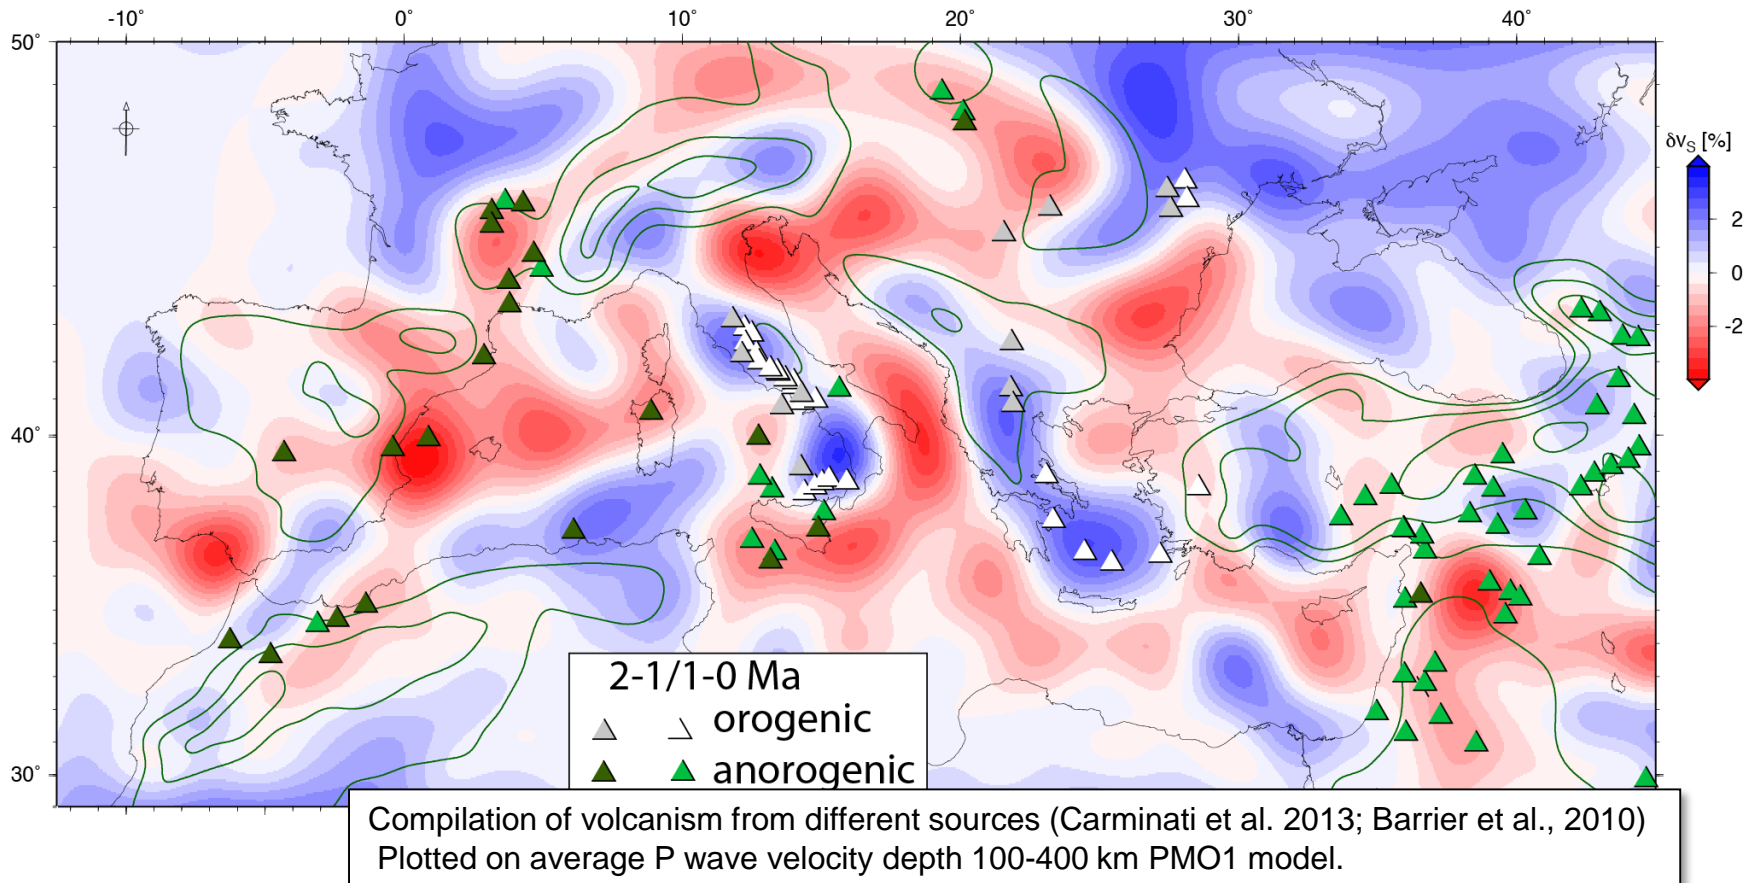 -10° 0° 10° 20° 30° 40°
50°
δvS [%]
2
0
-2
40°
2-1/1-0 Ma
orogenic
30°
anorogenic
Compilation of volcanism from different sources (Carminati et al. 2013; Barrier et al., 2010)
Plotted on average P wave velocity depth 100-400 km PMO1 model.